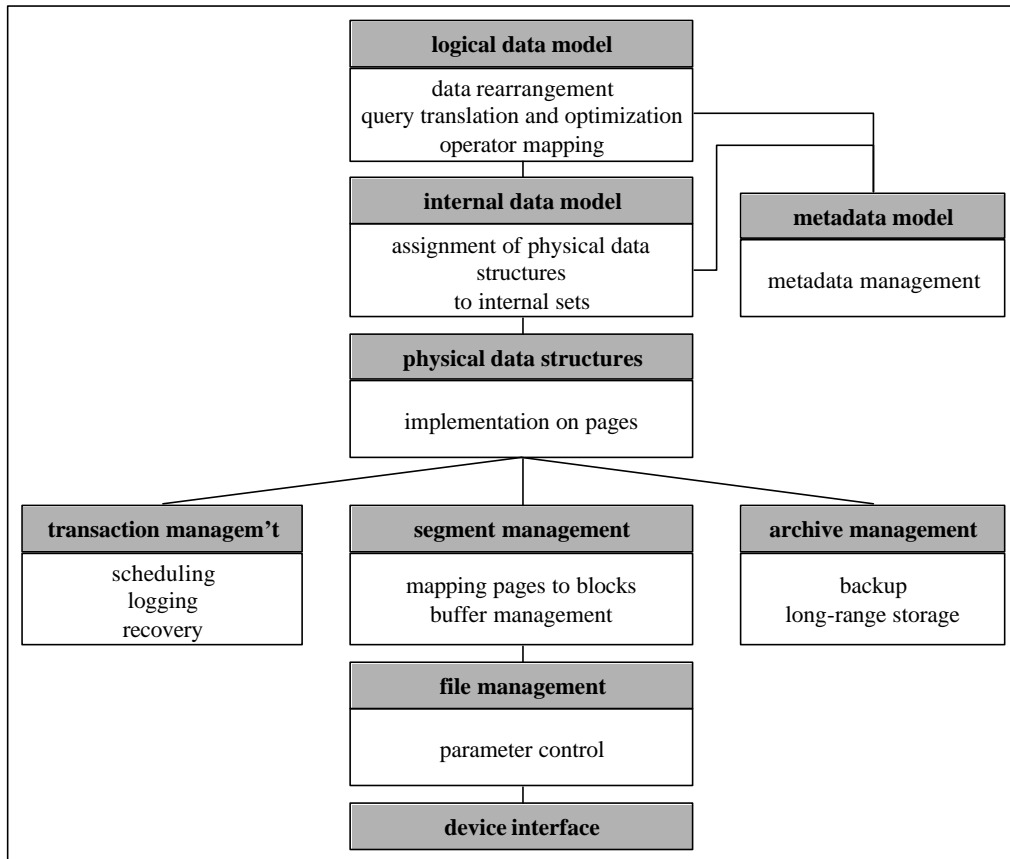 logical data model
data rearrangement
query translation and optimization
operator mapping
internal data model
assignment of physical data
structures
to internal sets
metadata model
metadata management
physical data structures
implementation on pages
transaction managem’t
scheduling
logging
recovery
segment management
mapping pages to blocks
buffer management
archive management
backup
long-range storage
file management
parameter control
device interface